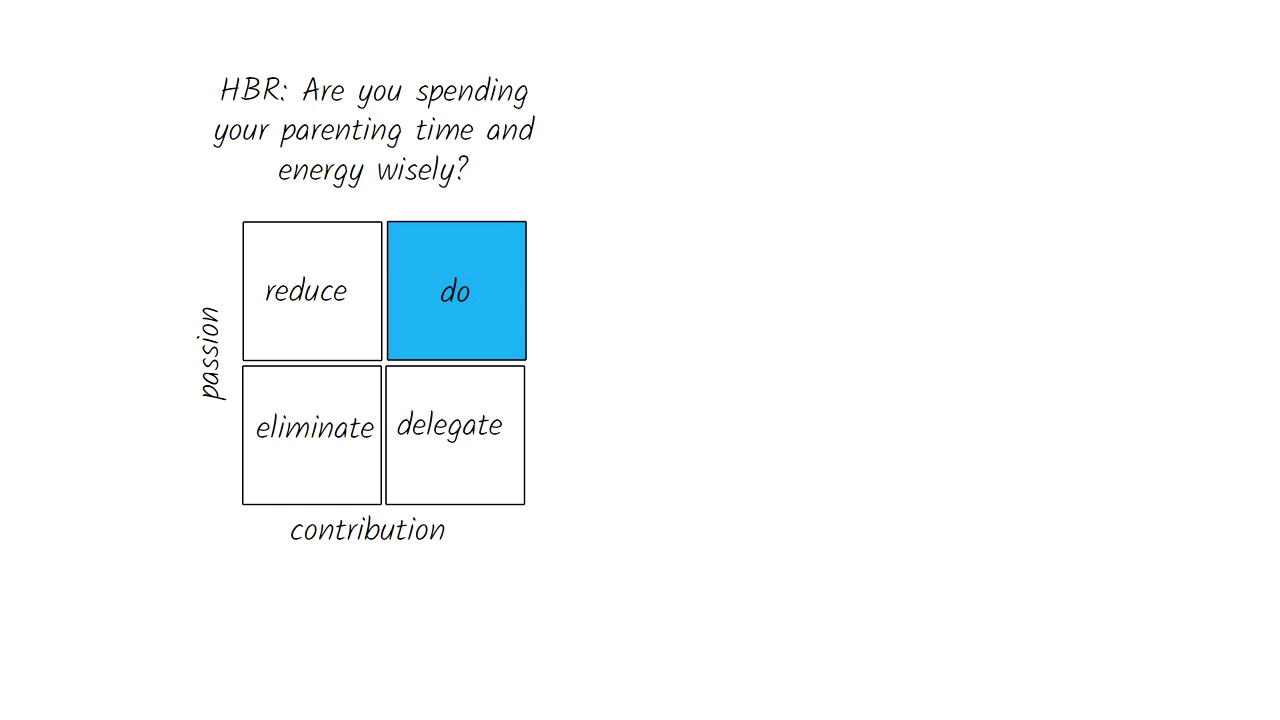 HBR: Are you spending
your parenting time and
energy wisely?
reduce
do
passion
eliminate
delegate
contribution